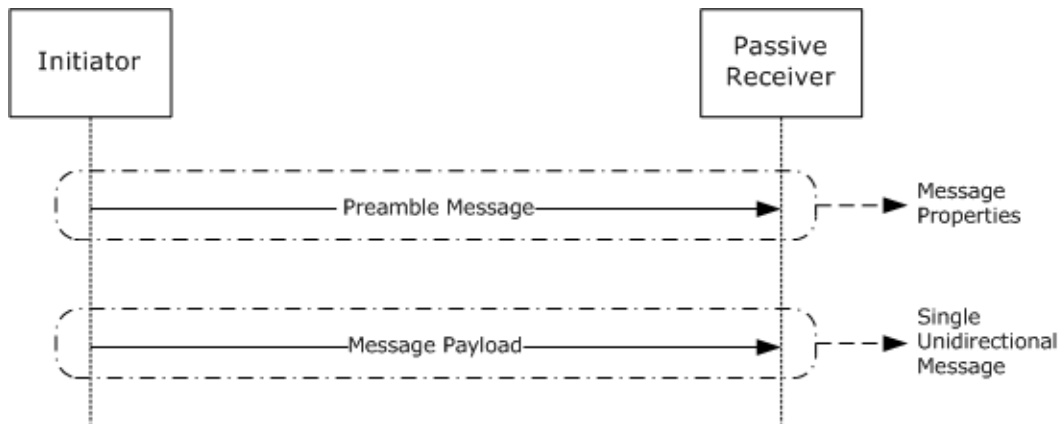 Initiator
Passive
Receiver
Preamble Message
Message
Properties
Message Payload
Single
Unidirectional
Message